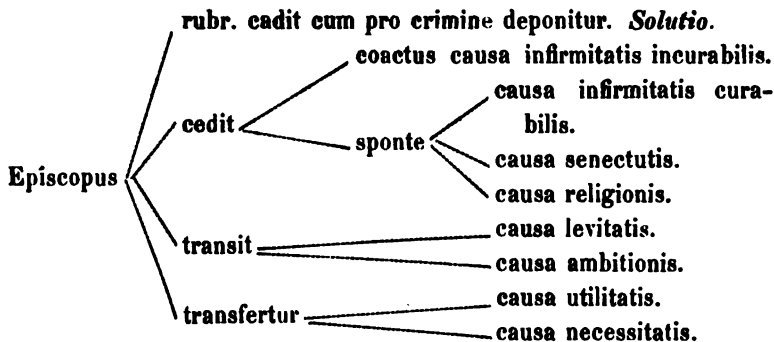 rubr. cadit cum pro crimine deponitur. Solutio.
coactus causa infirmitatis incurabilis.
causa infirmitatis cura-
bilis.
cedit
sponte
causa senectutis.
Episcopus
causa religionis.
causa levitatis.
transit
causa ambitionis.
causa utilitatis.
transfertur
causa necessitatis.